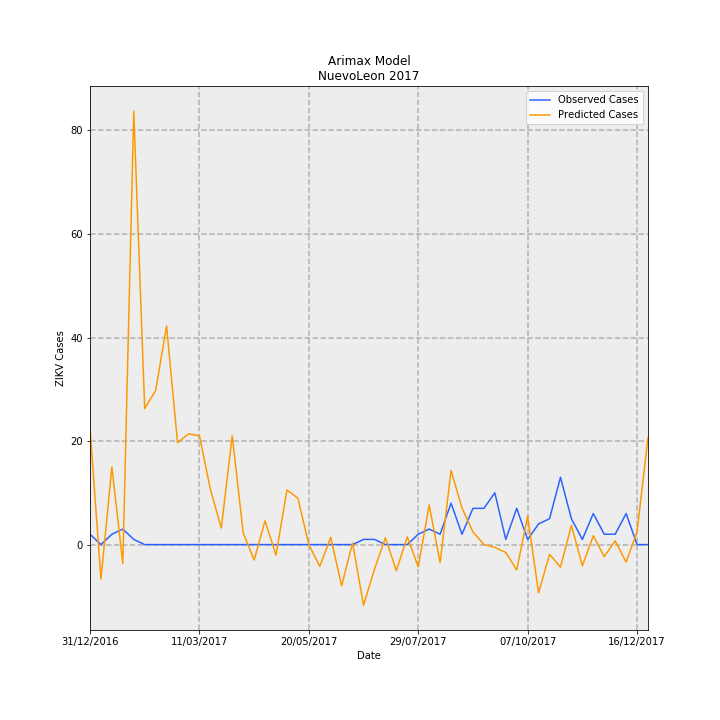 Arimax Model
NuevoLeon 2017
Observed Cases
Predicted Cases
80
60
40
20
0
ZIKV Cases
31/12/2016
11/03/2017
20/05/2017
29/07/2017
07/10/2017
16/12/2017
Date